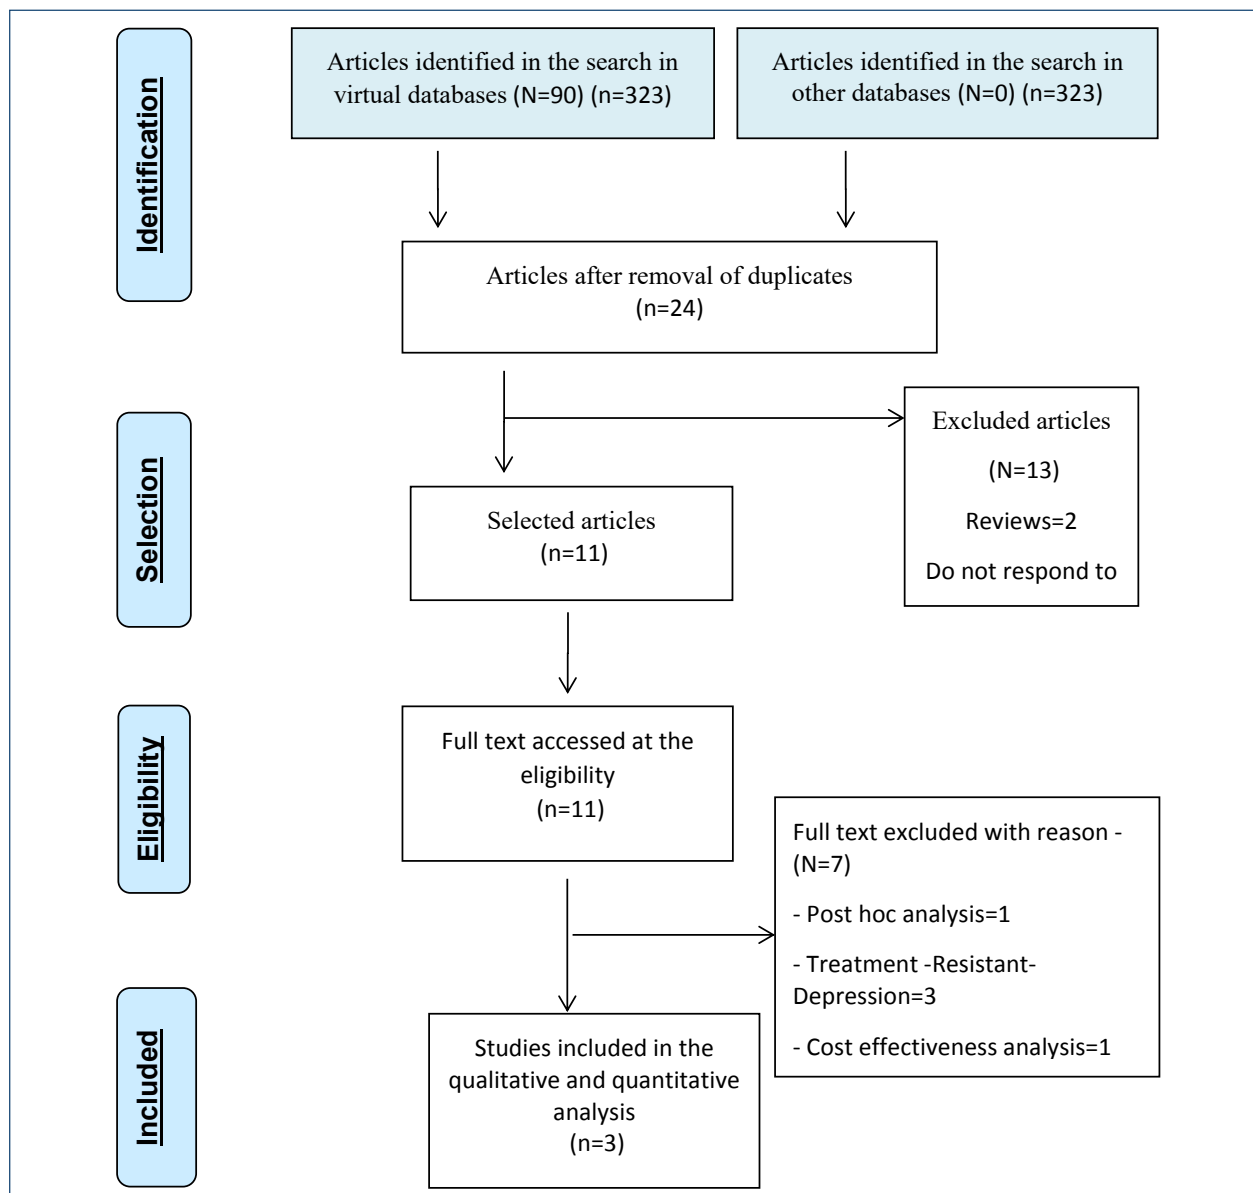 Identification
Articles identified in the search in
virtual databases (N=90) (n=323)
Articles identified in the search in
other databases (N=0) (n=323)
Articles after removal of duplicates
(n=24)
Selection
Excluded articles
(N=13)
Reviews=2
Do not respond to
Selected articles
(n=11)
Eligibility
Full text accessed at the
eligibility
(n=11)
Full text excluded with reason -
(N=7)
- Post hoc analysis=1
- Treatment -Resistant-
Depression=3
- Cost effectiveness analysis=1
Included
Studies included in the
qualitative and quantitative
analysis
(n=3)